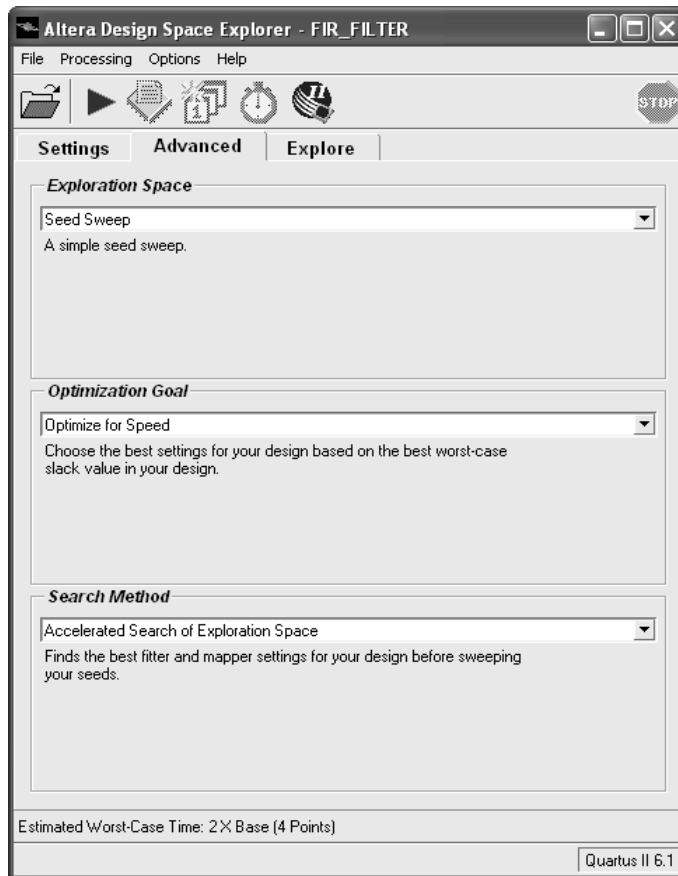 Altera Design Space Explorer - FIR_FILTER
File Processing Options Help
STOP
Settings Advanced Explore
Exploration Space
Seed Sweep
A simple seed sweep.
Optimization Goal
Optimize for Speed
Choose the best settings for your design based on the best worst-case
slack value in your design.
Search Method
Accelerated Search of Exploration Space
Finds the best fitter and mapper settings for your design before sweeping
your seeds.
Estimated Worst-Case Time: 2X Base (4 Points)
Quartus II 6.1